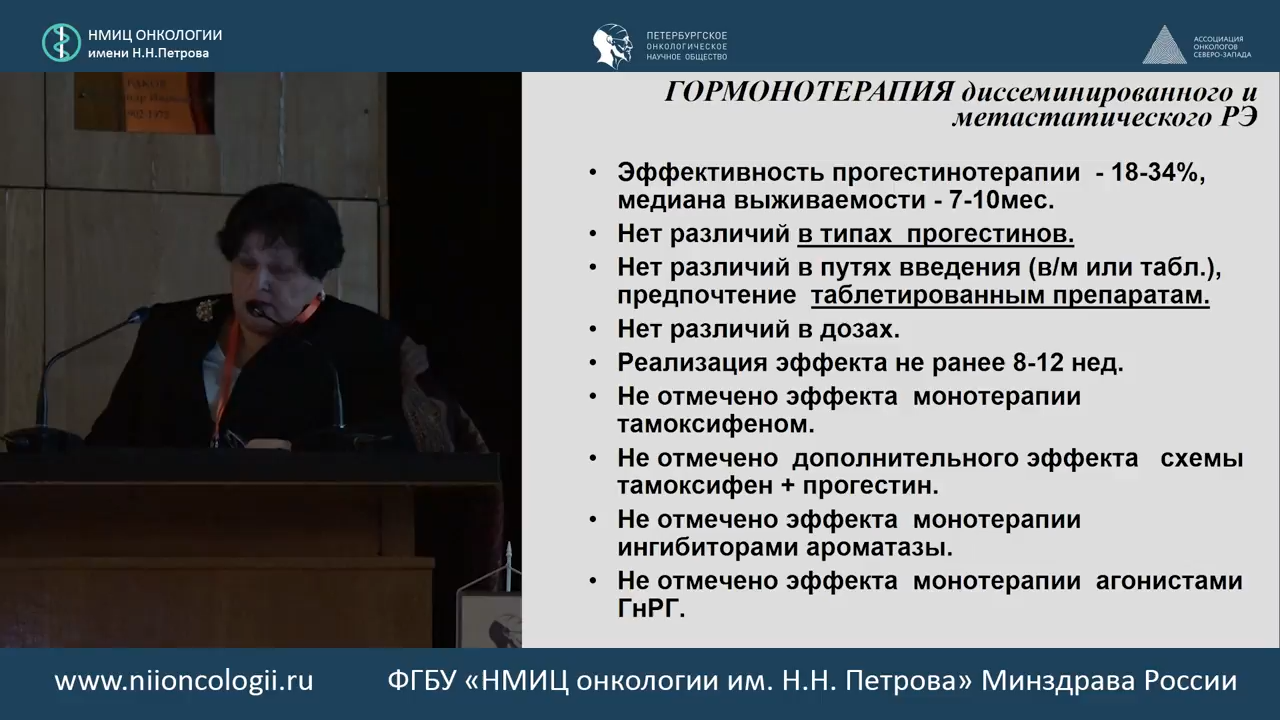 НМИЦ ОНКОЛОГИИ
имени Н.Н.Петрова
ПЕТЕРБУРГСКОЕ
ОНКОЛОГИЧЕСКОЕ
НАУЧНОЕ ОБЩЕСТВО
АССОЦИАЦИЯ
ОНКОЛОГОВ
СЕВЕРО-ЗАПАДА
ГОРМОНОТЕРАПИЯ диссеминированного и
метастатического РЭ
• Эффективность прогестинотерапии - 18-34%,
медиана выживаемости - 7-10мес.
• Нет различий в типах прогестинов.
• Нет различий в путях введения (в/м или табл.),
предпочтение таблетированным препаратам.
• Нет различий в дозах.
• Реализация эффекта не ранее 8-12 нед.
• Не отмечено эффекта монотерапии
тамоксифеном.
• Не отмечено дополнительного эффекта схемы
тамоксифен + прогестин.
• Не отмечено эффекта монотерапии
ингибиторами ароматазы.
• Не отмечено эффекта монотерапии агонистами
ГнРГ.
www.niioncologii.ru
ФГБУ «НМИЦ онкологии им. Н.Н. Петрова» Минздрава России